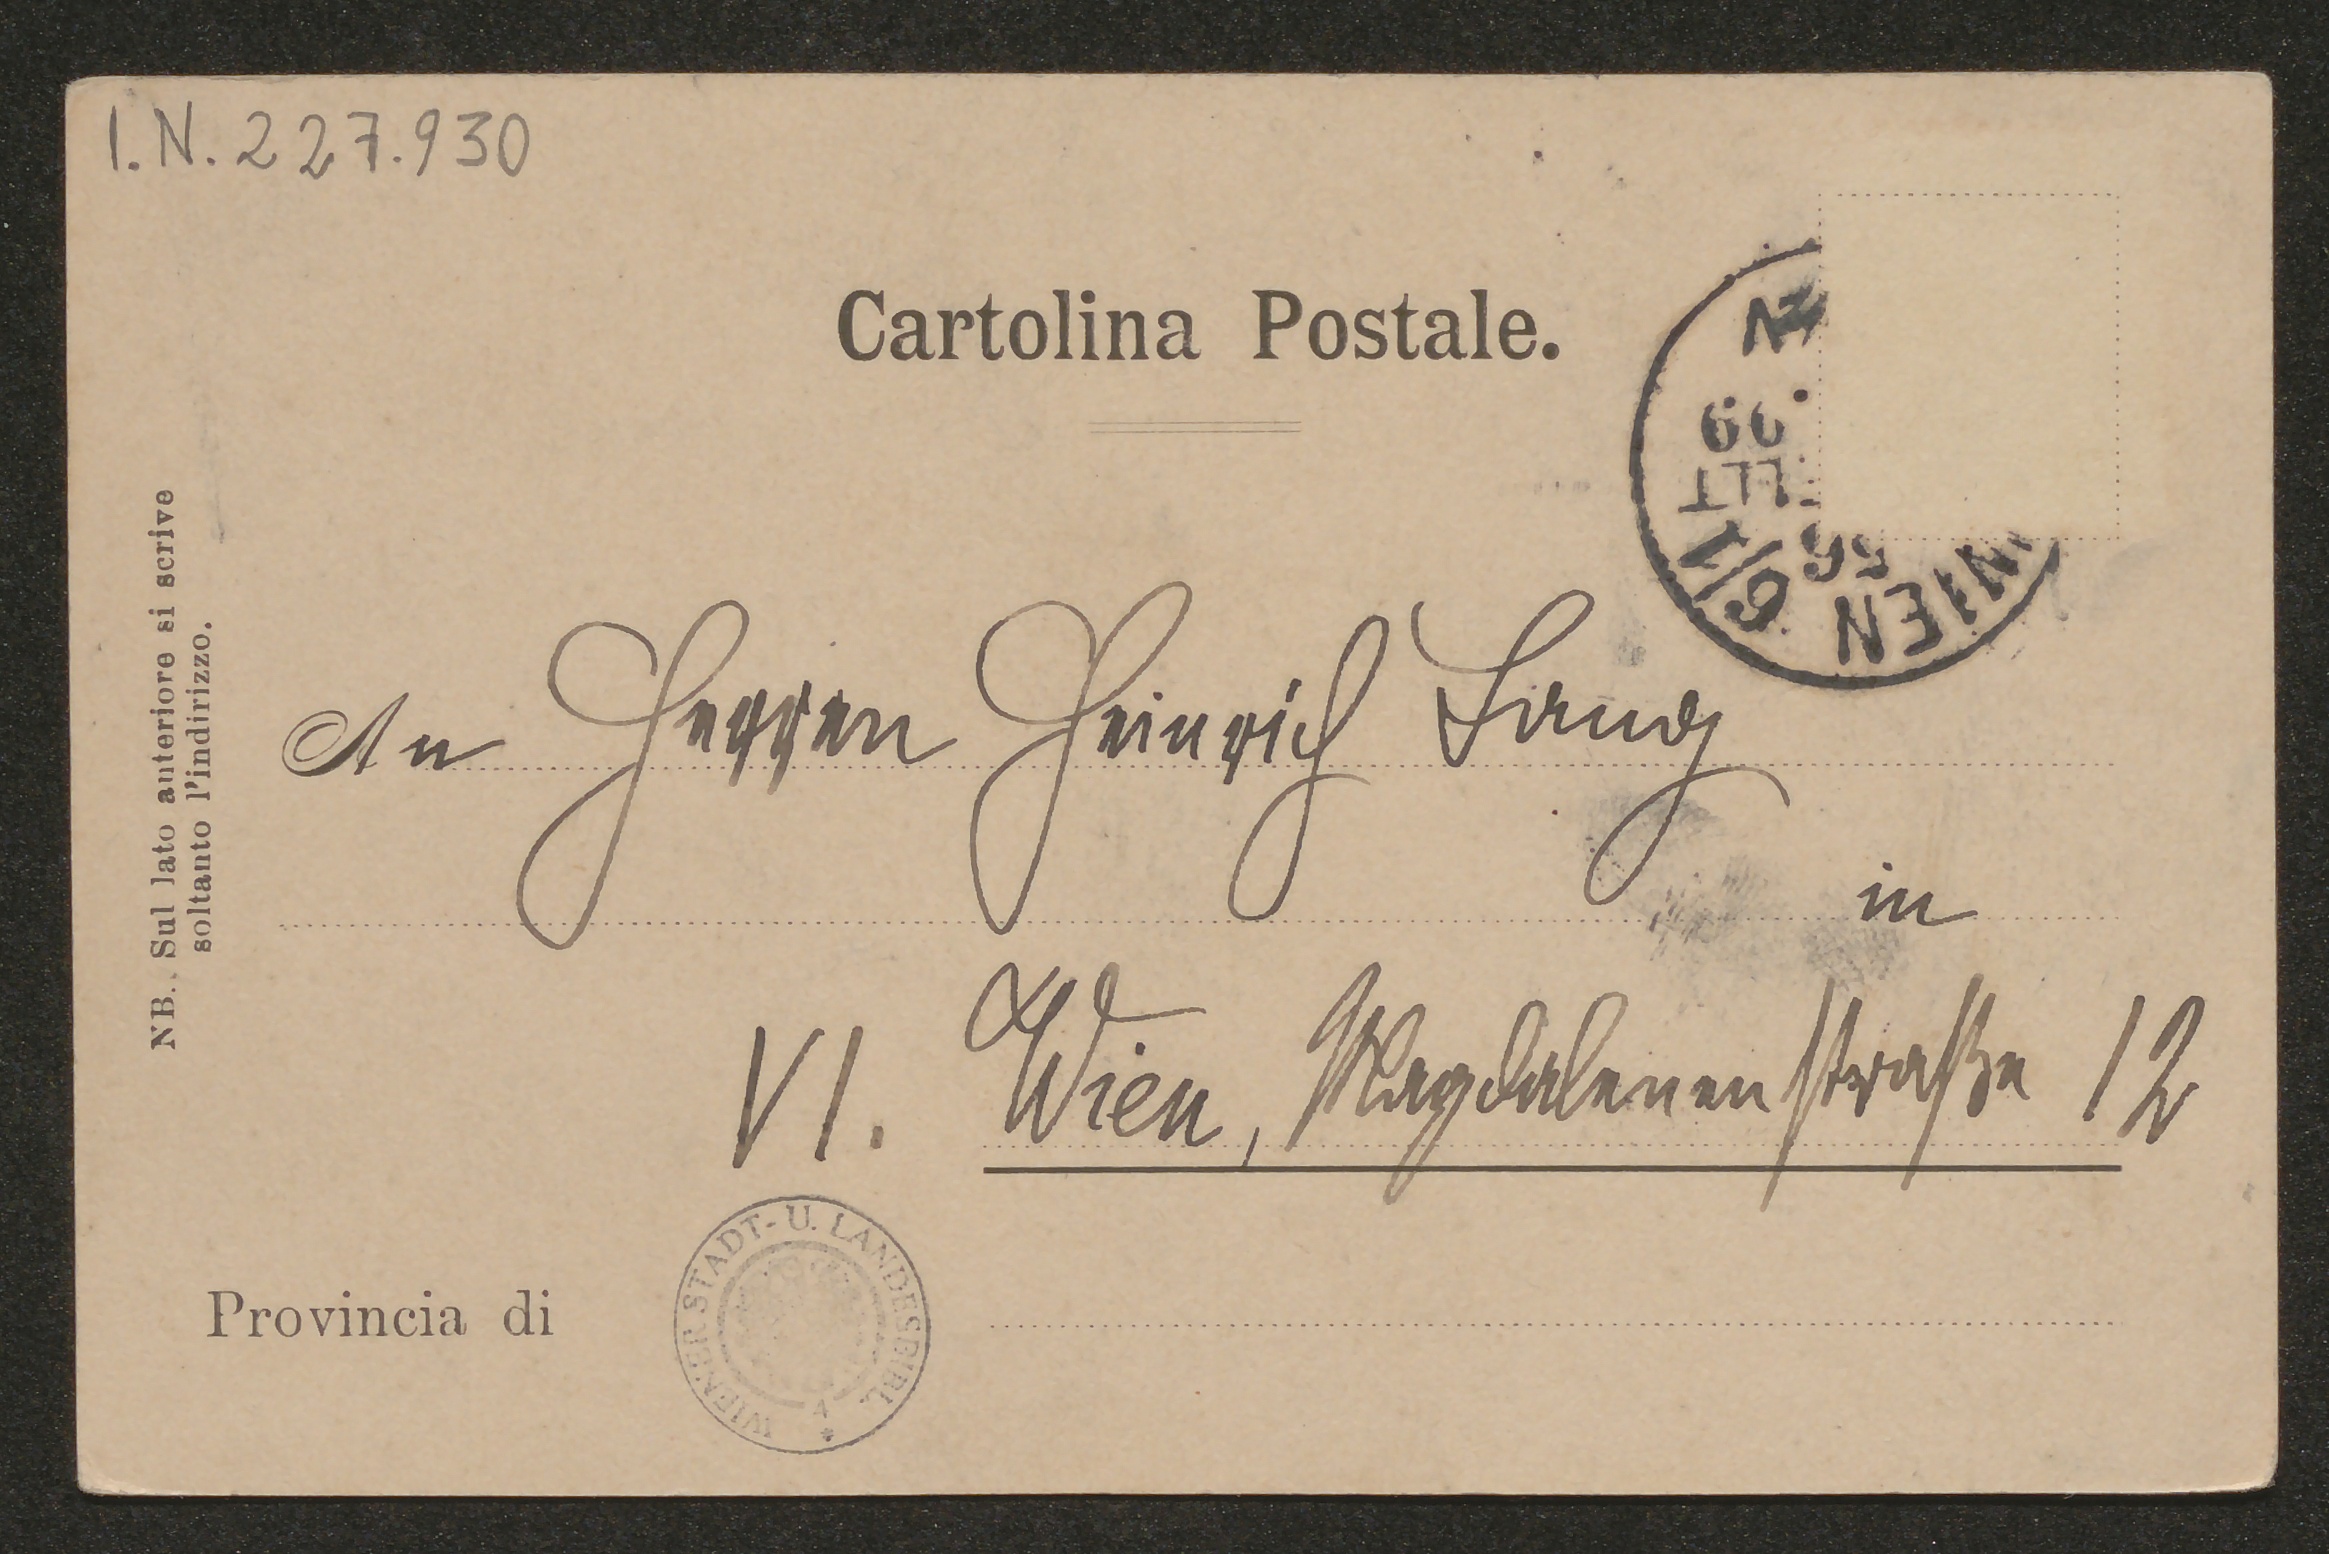 I.N. 227.930
Cartolina Postale.
NB. Sul lato anteriore si scrive
soltanto l'indirizzo.
WIEN
6/1
99
An Herrn Heinrich Lang
in
VI. Wien, Magdalenenstraße 12
WIENER STADT- U. LANDESBIBL.
Provincia di